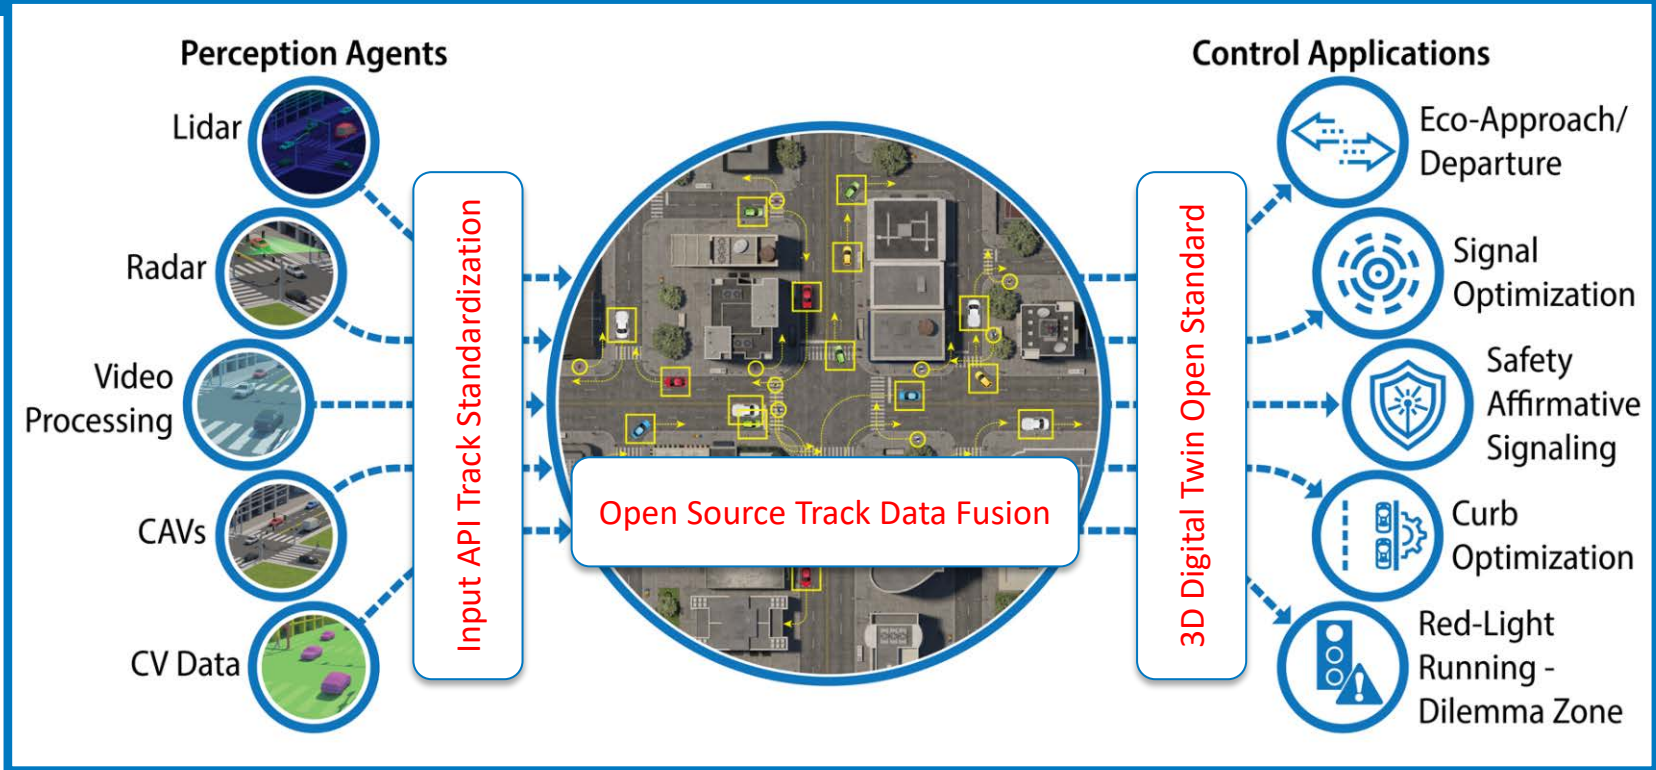 Perception Agents
Lidar
Radar
Video
Processing
CAVs
CV Data
Input API Track Standardization
Open Source Track Data Fusion
3D Digital Twin Open Standard
Control Applications
Eco-Approach/
Departure
Signal
Optimization
Safety
Affirmative
Signaling
Curb
Optimization
Red-Light
Running -
Dilemma Zone